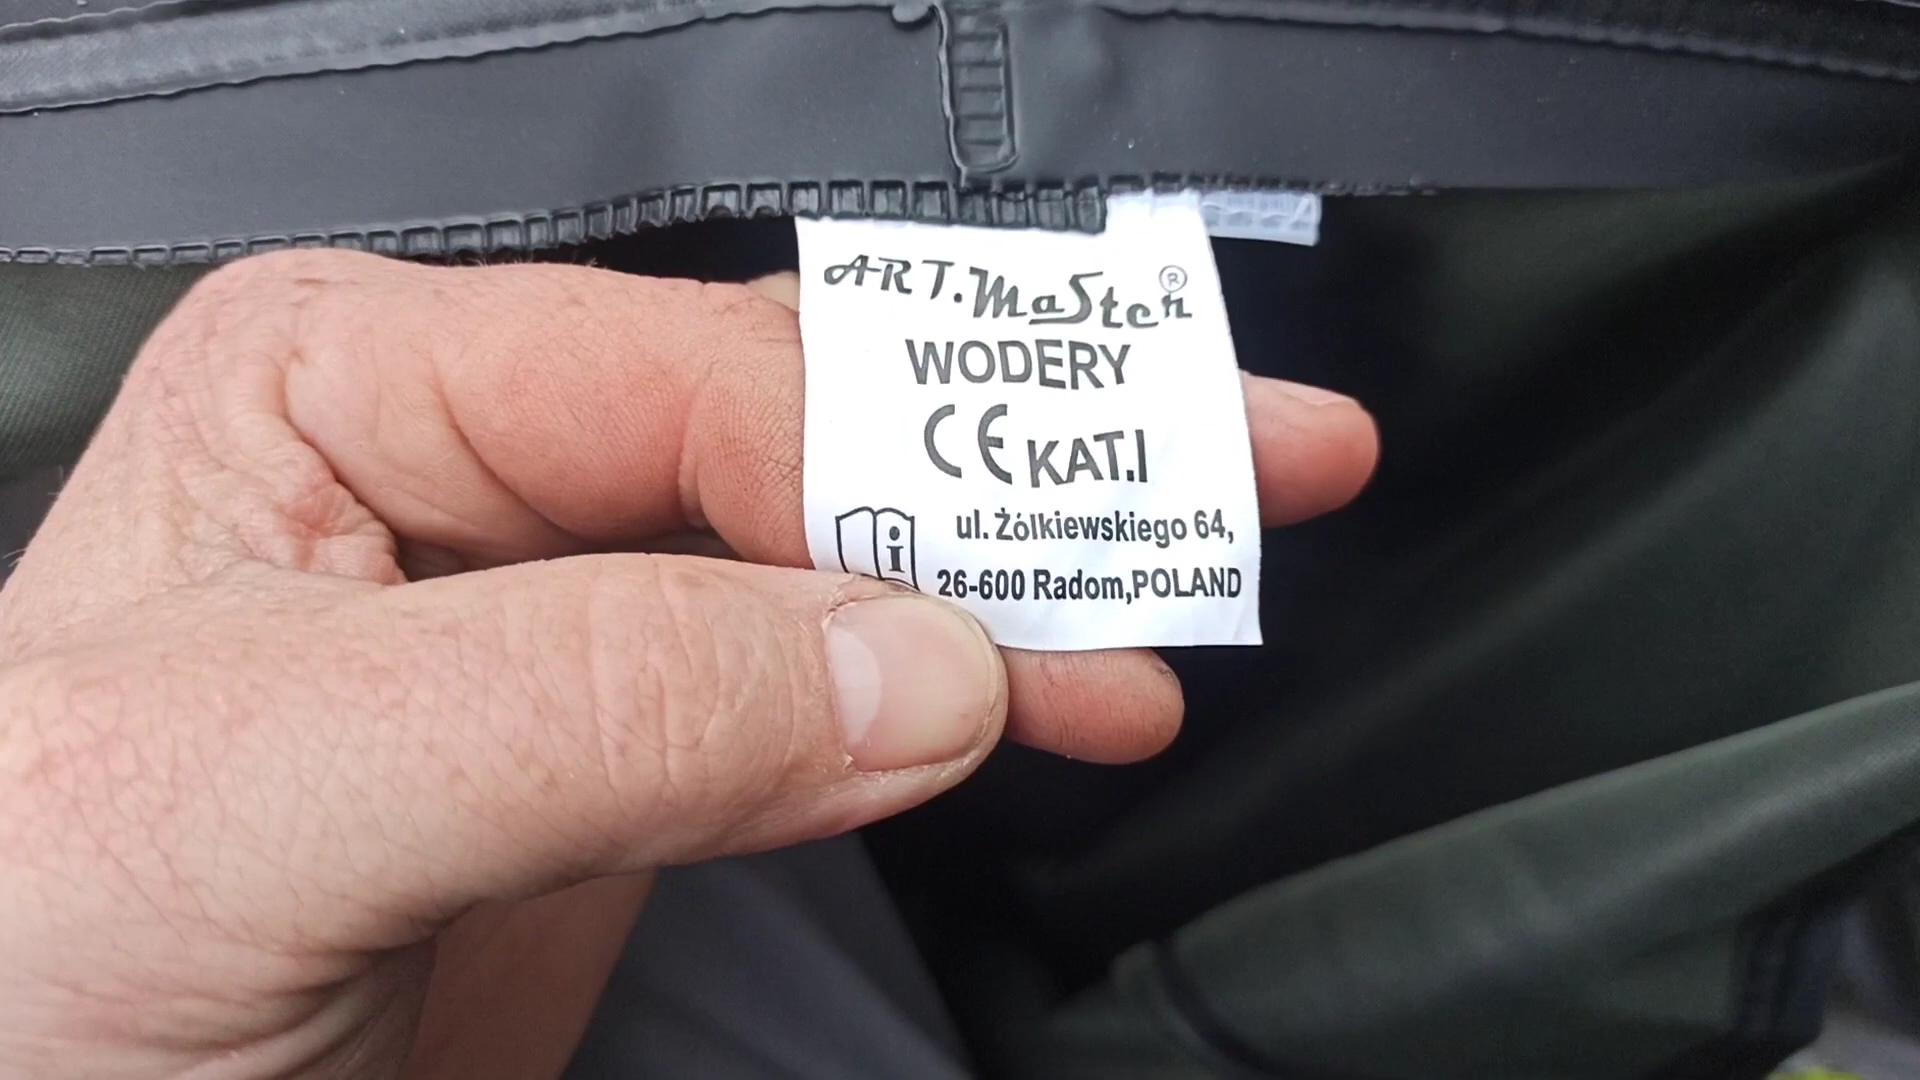 ART.MaSter®
WODERY
CE KAT.I
i
ul. Żółkiewskiego 64,
26-600 Radom,POLAND